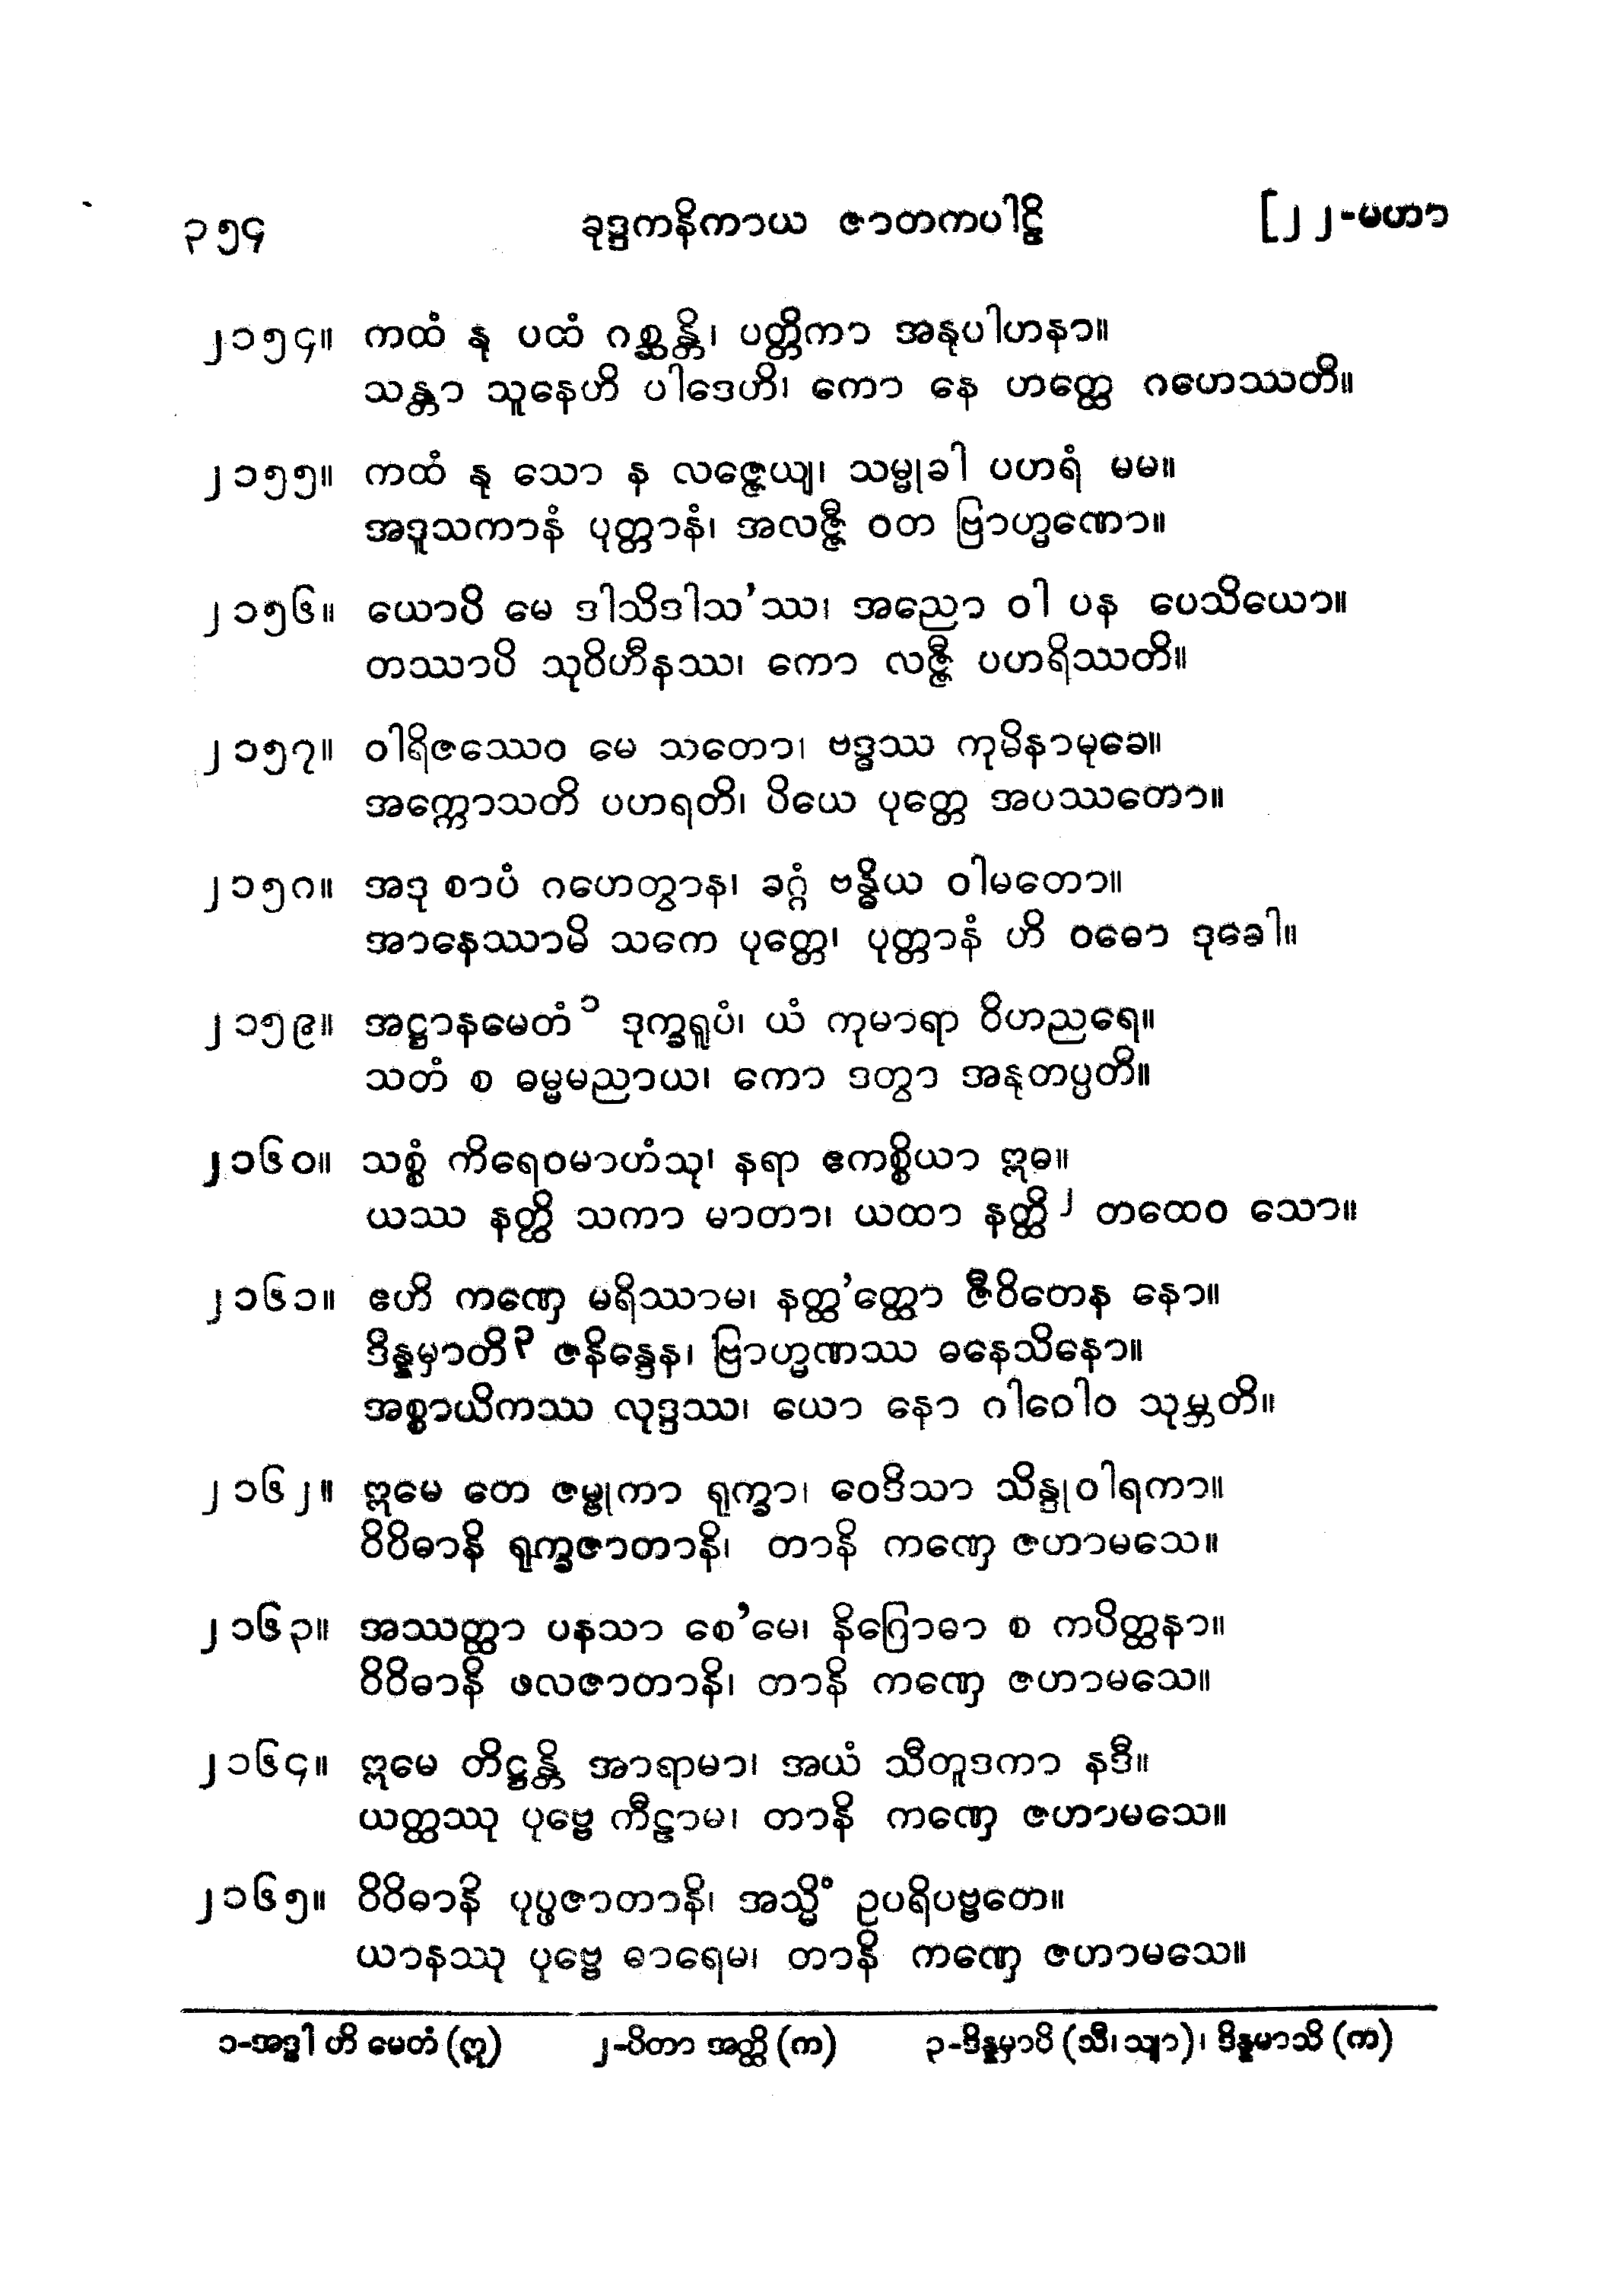 ၃၅၄ ခုဒ္ဒကနိကာယ ဇာတကပါဠိ [၂၂-မဟာ
၂၁၅၄။ ကထံ နု ပထံ ဂစ္ဆန္တိ၊ ပတ္တိကာ အနုပါဟနာ။
သန္တာ သူနေဟိ ပါဒေဟိ၊ ကော နေ ဟတ္ထေ ဂဟေဿတိ။
၂၁၅၅။ ကထံ နု သော န လဇ္ဇေယျ၊ သမ္မုခါ ပဟရံ မမ။
အဒူသကာနံ ပုတ္တာနံ၊ အလဇ္ဇီ ဝတ ဗြာဟ္မဏော။
၂၁၅၆။ ယောပိ မေ ဒါသိဒါသ’ဿ၊ အညော ဝါ ပန ပေသိယော။
တဿာပိ သုဝိဟီနဿ၊ ကော လဇ္ဇီ ပဟရိဿတိ။
၂၁၅၇။ ဝါရိဇဿေဝ မေ သတော၊ ဗဒ္ဓဿ ကုမိနာမုခေ။
အက္ကောသတိ ပဟရတိ၊ ပိယေ ပုတ္တေ အပဿတော။
၂၁၅၈။ အဒု စာပံ ဂဟေတွာန၊ ခဂ္ဂံ ဗန္ဓိယ ဝါမတော။
အာနေဿာမိ သကေ ပုတ္တေ၊ ပုတ္တာနံ ဟိ ဝဓော ဒုခေါ။
၂၁၅၉။ အဋ္ဌာနမေတံ၁ ဒုက္ခရူပံ၊ ယံ ကုမာရာ ဝိဟညရေ။
သတံ စ ဓမ္မမညာယ၊ ကော ဒတွာ အနုတပ္ပတိ။
၂၁၆၀။ သစ္စံ ကိရေဝမာဟံသု၊ နရာ ဧကစ္စိယာ ဣဓ။
ယဿ နတ္ထိ သကာ မာတာ၊ ယထာ နတ္ထိ၂ တထေဝ သော။
၂၁၆၁။ ဧဟိ ကဏှေ မရိဿာမ၊ နတ္ထ’တ္ထော ဇီဝိတေန နော။
ဒိန္နမှာတိ၃ ဇနိန္ဒေန၊ ဗြာဟ္မဏဿ ဓနေသိနော။
အစ္စာယိကဿ လုဒ္ဒဿ၊ ယော နော ဂါဝေါဝ သုမ္ဘတိ။
၂၁၆၂။ ဣမေ တေ ဇမ္ဗုကာ ရုက္ခာ၊ ဝေဒိသာ သိန္ဒုဝါရကာ။
ဝိဝိဓာနိ ရုက္ခဇာတာနိ၊ တာနိ ကဏှေ ဇဟာမသေ။
၂၁၆၃။ အဿတ္ထာ ပနသာ စေ’မေ၊ နိဂြောဓာ စ ကပိတ္ထနာ။
ဝိဝိဓာနိ ဖလဇာတာနိ၊ တာနိ ကဏှေ ဇဟာမသေ။
၂၁၆၄။ ဣမေ တိဋ္ဌန္တိ အာရာမာ၊ အယံ သီတူဒကာ နဒီ။
ယတ္ထဿု ပုဗ္ဗေ ကီဠာမ၊ တာနိ ကဏှေ ဇဟာမသေ။
၂၁၆၅။ ဝိဝိဓာနိ ပုပ္ဖဇာတာနိ၊ အသ္မိံ ဥပရိပဗ္ဗတေ။
ယာနဿု ပုဗ္ဗေ ဓာရေမ၊ တာနိ ကဏှေ ဇဟာမသေ။
၁-အဒ္ဓါ ဟိ မေတံ (ဣ) ၂-ပိတာ အတ္ထိ (က) ၃-ဒိန္နမှာပိ (သီ၊ သျာ)၊ ဒိန္နမာသိ (က)